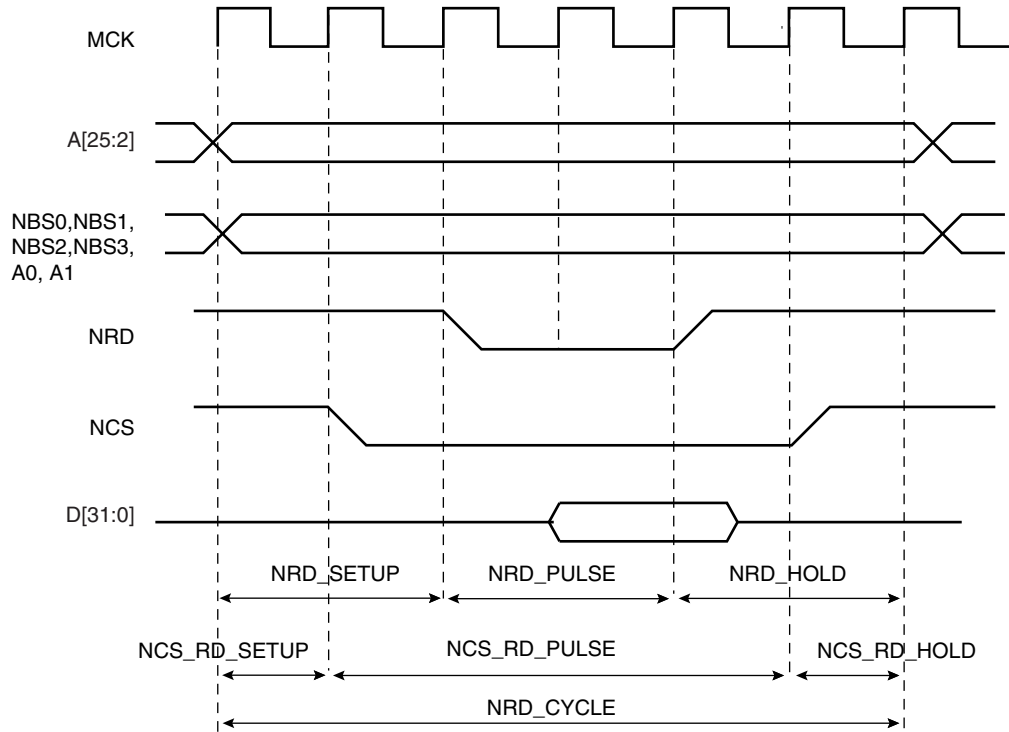 MCK
A[25:2]
NBS0,NBS1,
NBS2,NBS3,
A0, A1
NRD
NCS
D[31:0]
NRD_SETUP NRD_PULSE NRD_HOLD
NCS_RD_SETUP NCS_RD_PULSE NCS_RD_HOLD
NRD_CYCLE